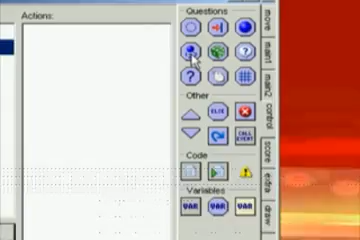 Actions:
Questions
?
?
Other
ELSE
CALL EVENT
Code
Variables
VAR
VAR
VAR
move
main1
main2
control
score
extra
draw